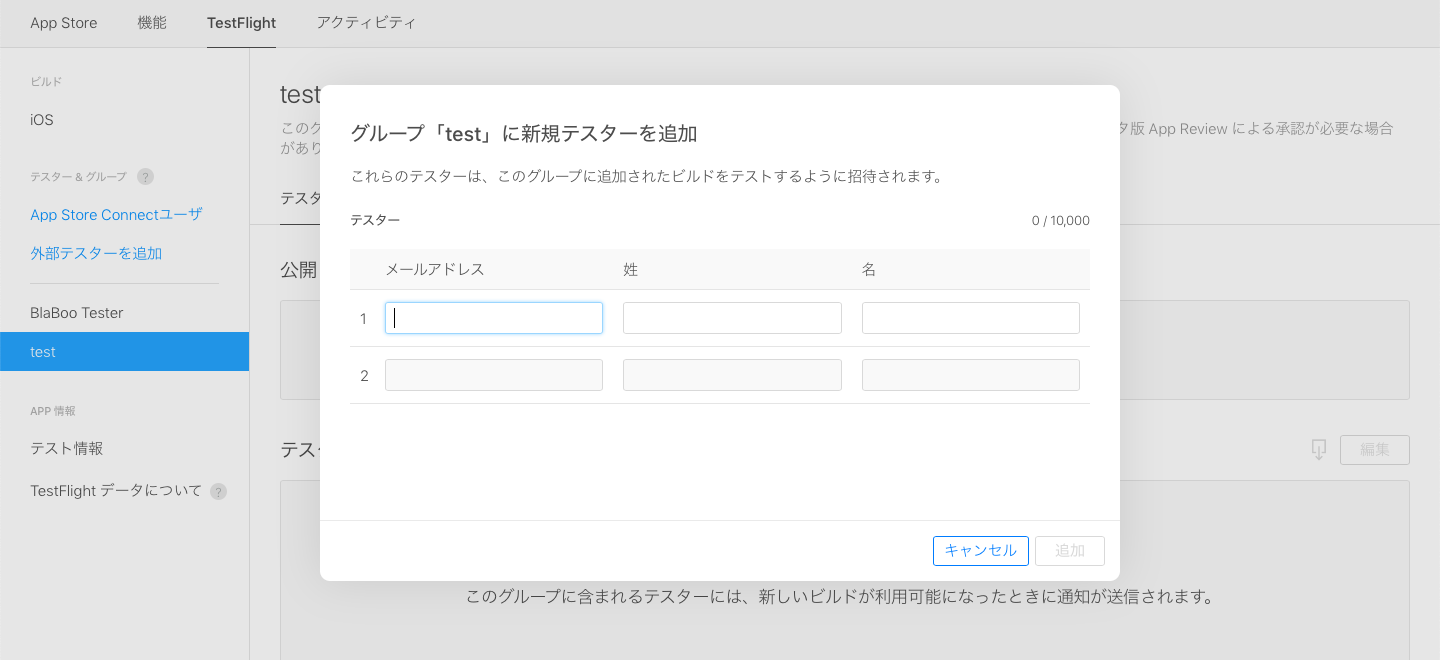 App Store 機能 TestFlight アクティビティ
ビルド
iOS
テスター & グループ ?
App Store Connectユーザ
外部テスターを追加
BlaBoo Tester
test
APP 情報
テスト情報
TestFlight データについて ?
test
このグ
があり
版 App Review による承認が必要な場合
テスタ
公開
テス
編集
このグループに含まれるテスターには、新しいビルドが利用可能になったときに通知が送信されます。
グループ「test」に新規テスターを追加
これらのテスターは、このグループに追加されたビルドをテストするように招待されます。
テスター 0 / 10,000
メールアドレス 姓 名
1
2
キャンセル 追加